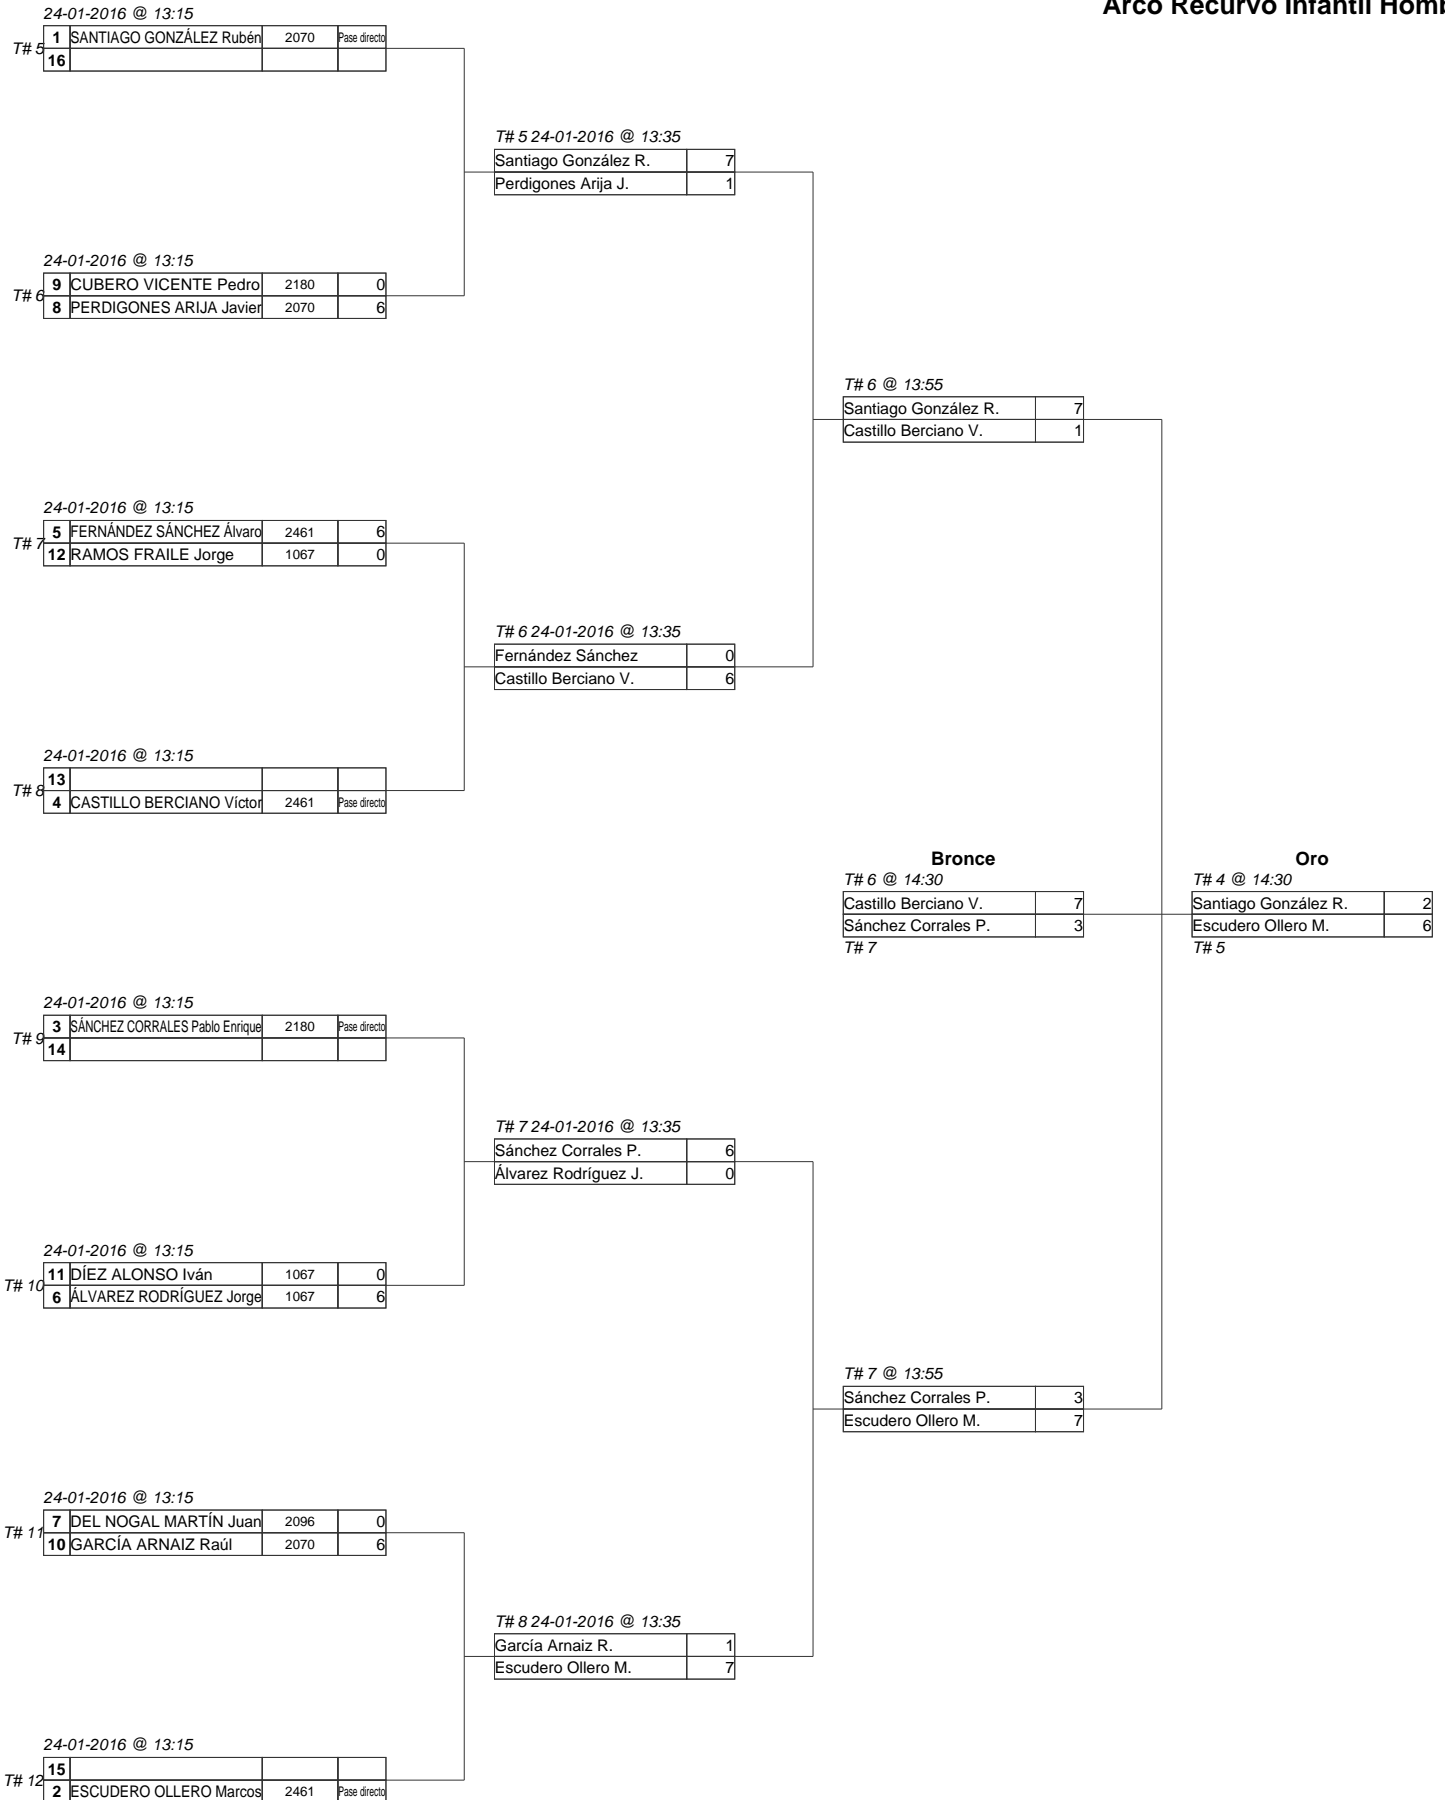 Arco Recurvo Infantil Homb
24-01-2016 @ 13:15
T# 5
1 SANTIAGO GONZÁLEZ Rubén 2070 Pase directo
16
T# 5 24-01-2016 @ 13:35
Santiago González R. 7
Perdigones Arija J. 1
24-01-2016 @ 13:15
T# 6
9 CUBERO VICENTE Pedro 2180 0
8 PERDIGONES ARIJA Javier 2070 6
T# 6 @ 13:55
Santiago González R. 7
Castillo Berciano V. 1
24-01-2016 @ 13:15
T# 7
5 FERNÁNDEZ SÁNCHEZ Álvaro 2461 6
12 RAMOS FRAILE Jorge 1067 0
T# 6 24-01-2016 @ 13:35
Fernández Sánchez 0
Castillo Berciano V. 6
24-01-2016 @ 13:15
T# 8
13
4 CASTILLO BERCIANO Víctor 2461 Pase directo
Bronce
T# 6 @ 14:30
Castillo Berciano V. 7
Sánchez Corrales P. 3
T# 7
Oro
T# 4 @ 14:30
Santiago González R. 2
Escudero Ollero M. 6
T# 5
24-01-2016 @ 13:15
T# 9
3 SÁNCHEZ CORRALES Pablo Enrique 2180 Pase directo
14
T# 7 24-01-2016 @ 13:35
Sánchez Corrales P. 6
Álvarez Rodríguez J. 0
24-01-2016 @ 13:15
T# 10
11 DÍEZ ALONSO Iván 1067 0
6 ÁLVAREZ RODRÍGUEZ Jorge 1067 6
T# 7 @ 13:55
Sánchez Corrales P. 3
Escudero Ollero M. 7
24-01-2016 @ 13:15
T# 11
7 DEL NOGAL MARTÍN Juan 2096 0
10 GARCÍA ARNAIZ Raúl 2070 6
T# 8 24-01-2016 @ 13:35
García Arnaiz R. 1
Escudero Ollero M. 7
24-01-2016 @ 13:15
T# 12
15
2 ESCUDERO OLLERO Marcos 2461 Pase directo